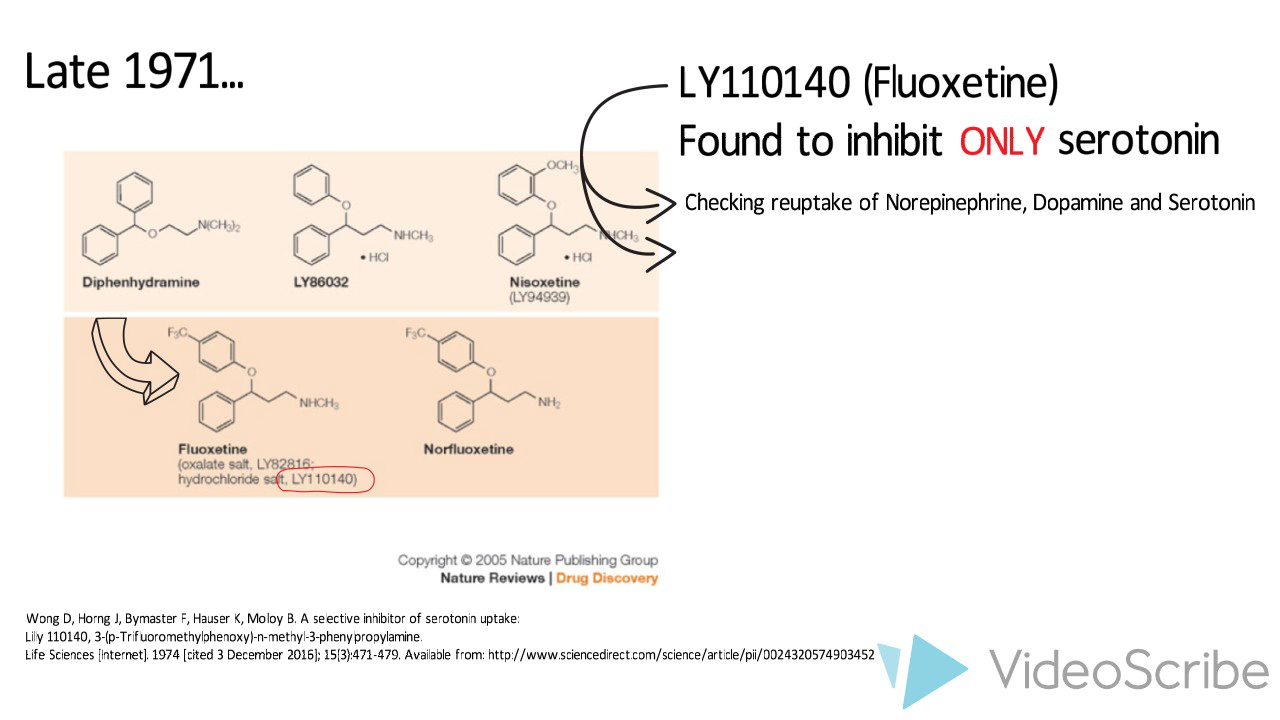 Late 1971...
LY110140 (Fluoxetine)
Found to inhibit ONLY serotonin
Checking reuptake of Norepinephrine, Dopamine and Serotonin
N(CH₃)₂
O
Diphenhydramine
O
NHCH₃
• HCl
LY86032
OCH₃
O
NHCH₃
• HCl
Nisoxetine
(LY94939)
F₃C
O
NHCH₃
Fluoxetine
(oxalate salt, LY82816;
hydrochloride salt, LY110140)
F₃C
O
NH₂
Norfluoxetine
Copyright © 2005 Nature Publishing Group
Nature Reviews | Drug Discovery
Wong D, Horng J, Bymaster F, Hauser K, Moloy B. A selective inhibitor of serotonin uptake:
Lily 110140, 3-(p-Trifluoromethylphenoxy)-n-methyl-3-phenylpropylamine.
Life Sciences [Internet]. 1974 [cited 3 December 2016]; 15(3):471-479. Available from: http://www.sciencedirect.com/science/article/pii/0024320574903452
VideoScribe